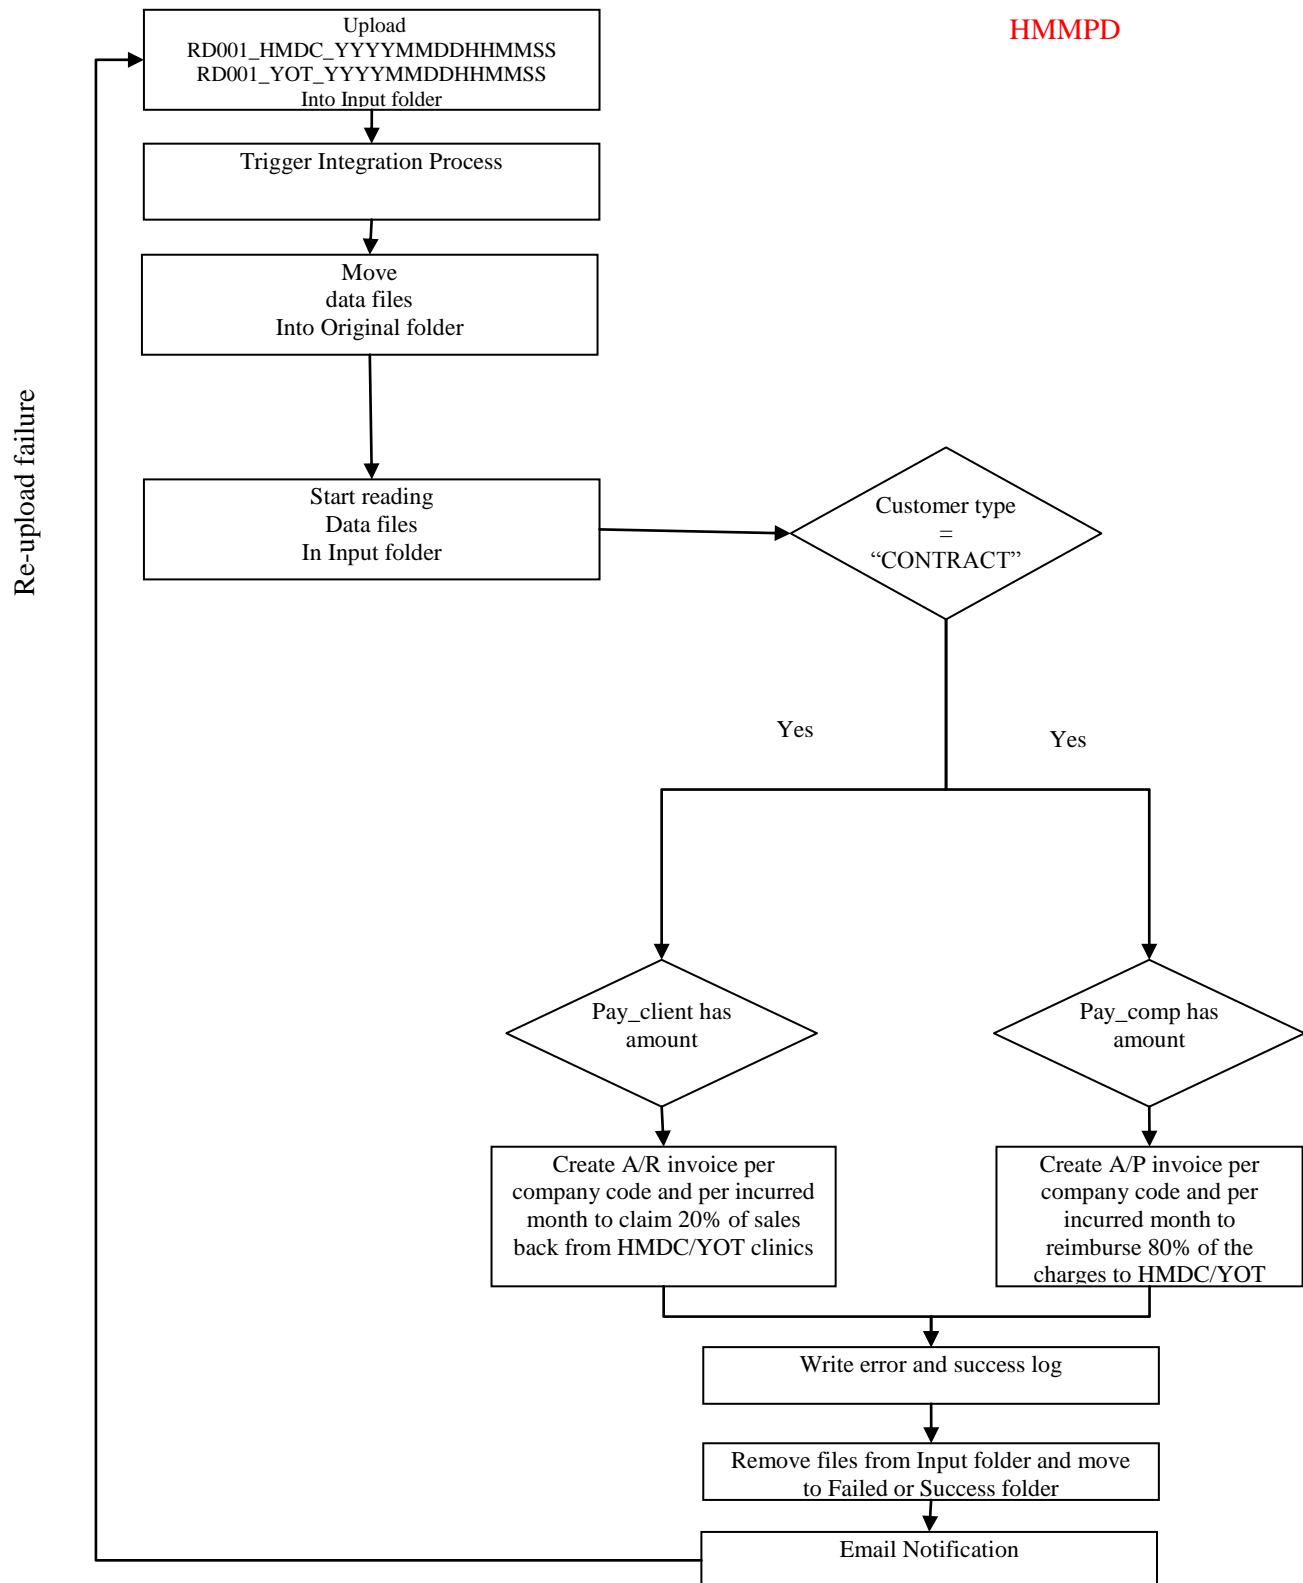 HMMPD
Upload
RD001_HMDC_YYYYMMDDHHMMSS
RD001_YOT_YYYYMMDDHHMMSS
Into Input folder
Trigger Integration Process
Move
data files
Into Original folder
Re-upload failure
Start reading
Data files
In Input folder
Customer type
=
“CONTRACT”
Yes
Yes
Pay_client has
amount
Pay_comp has
amount
Create A/R invoice per
company code and per incurred
month to claim 20% of sales
back from HMDC/YOT clinics
Create A/P invoice per
company code and per
incurred month to
reimburse 80% of the
charges to HMDC/YOT
Write error and success log
Remove files from Input folder and move
to Failed or Success folder
Email Notification